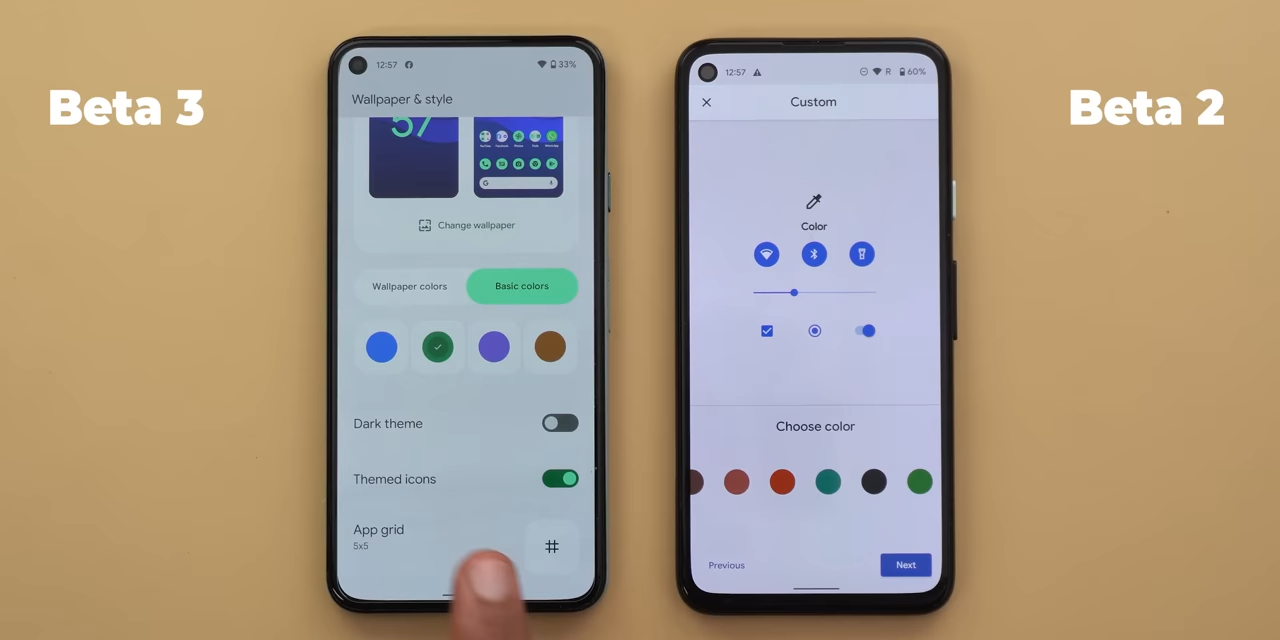 Beta 3
12:57
33%
Wallpaper & style
57
G
Change wallpaper
Wallpaper colors
Basic colors
Dark theme
Themed icons
App grid
5x5
Beta 2
12:57
R
60%
Custom
Color
Choose color
Previous
Next